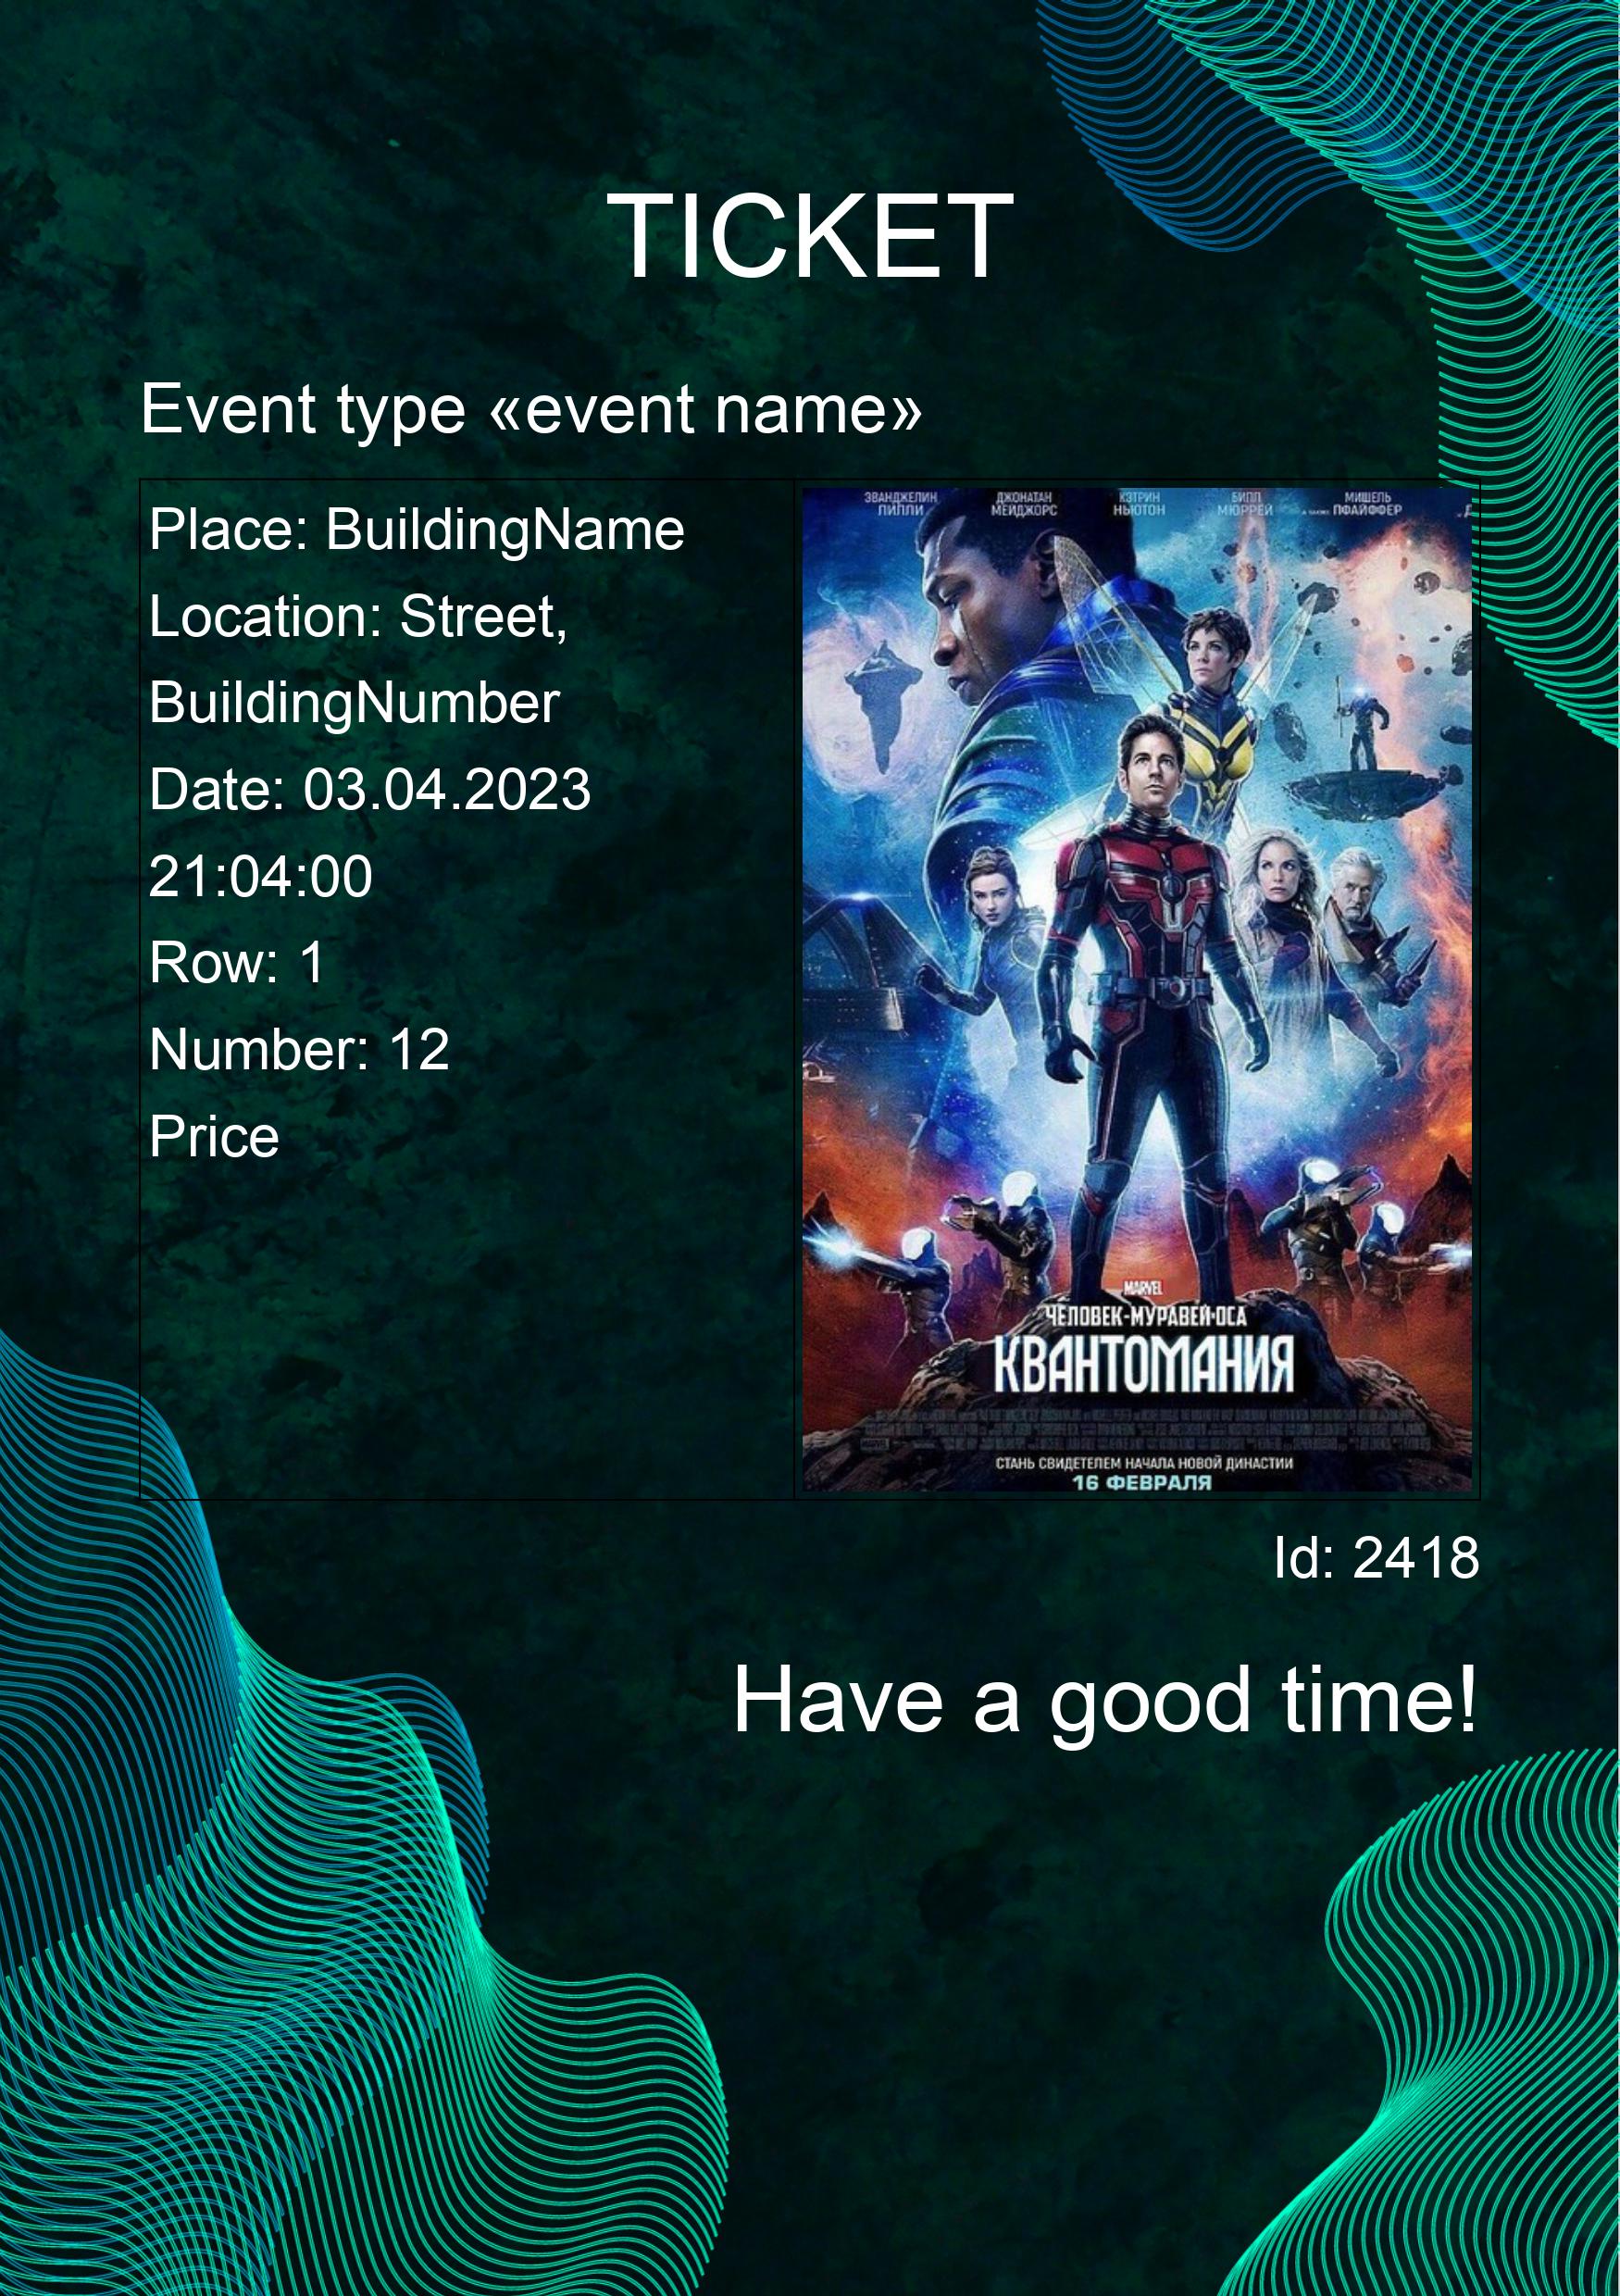 TICKET
Event type «event name»
Place: BuildingName
Location: Street,
BuildingNumber
Date: 03.04.2023
21:04:00
Row: 1
Number: 12
Price
ЭВАНДЖЕЛИН ЛИЛЛИ ДЖОНАТАН МЕЙДЖОРС КЭТРИН НЬЮТОН БИЛЛ МЮРРЕЙ А ТАКЖЕ МИШЕЛЬ ПФАЙФФЕР
MARVEL
ЧЕЛОВЕК-МУРАВЕЙ·ОСА
КВАНТОМАНИЯ
СТАНЬ СВИДЕТЕЛЕМ НАЧАЛА НОВОЙ ДИНАСТИИ
16 ФЕВРАЛЯ
Id: 2418
Have a good time!